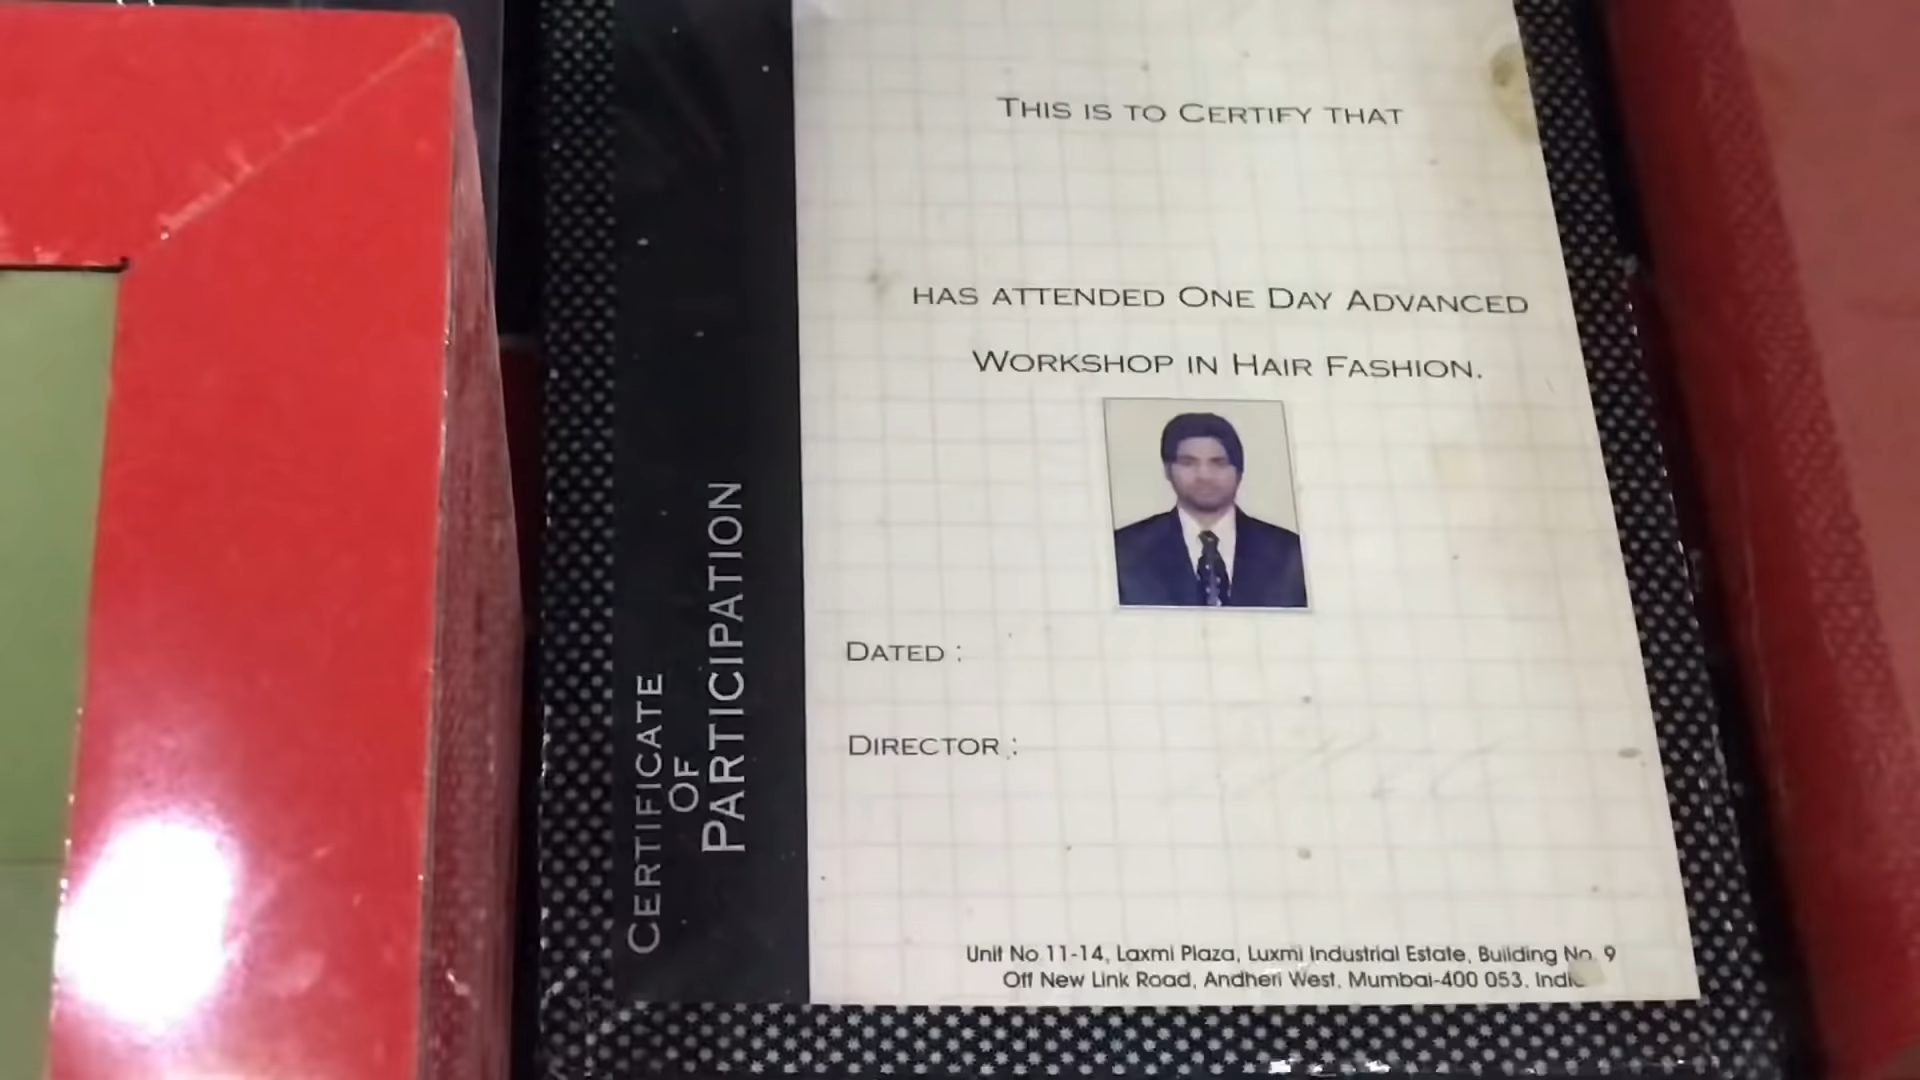 THIS IS TO CERTIFY THAT
HAS ATTENDED ONE DAY ADVANCED
WORKSHOP IN HAIR FASHION.
DATED :
DIRECTOR :
Unit No 11-14, Laxmi Plaza, Luxmi Industrial Estate, Building No. 9
Off New Link Road, Andheri West, Mumbai-400 053, India
CERTIFICATE
OF
PARTICIPATION